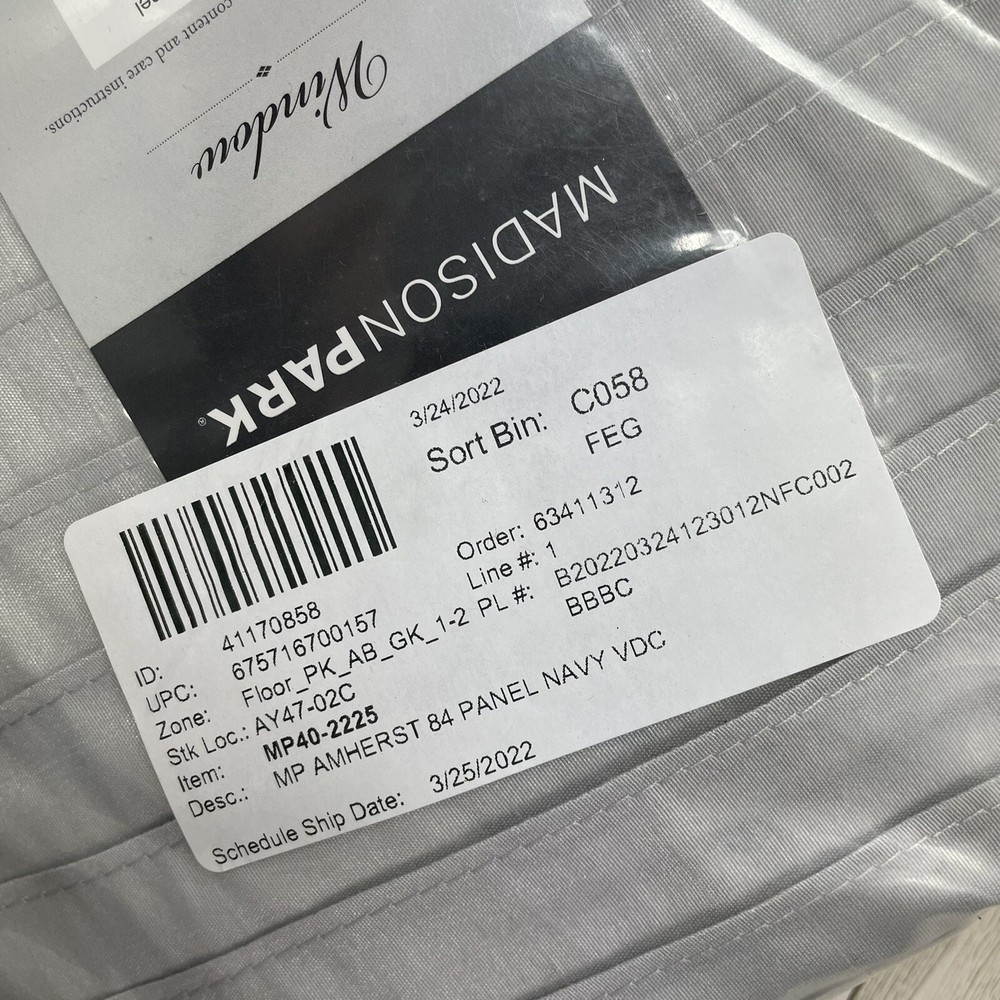 content and care instructions.
Window
MADISONPARK®
3/24/2022
Sort Bin: C058
FEG
Order: 63411312
Line #: 1
PL #: B20220324123012NFC002
BBBC
ID: 41170858
UPC: 675716700157
Zone: Floor_PK_AB_GK_1-2
Stk Loc.: AY47-02C
Item: MP40-2225
Desc.: MP AMHERST 84 PANEL NAVY VDC
Schedule Ship Date: 3/25/2022